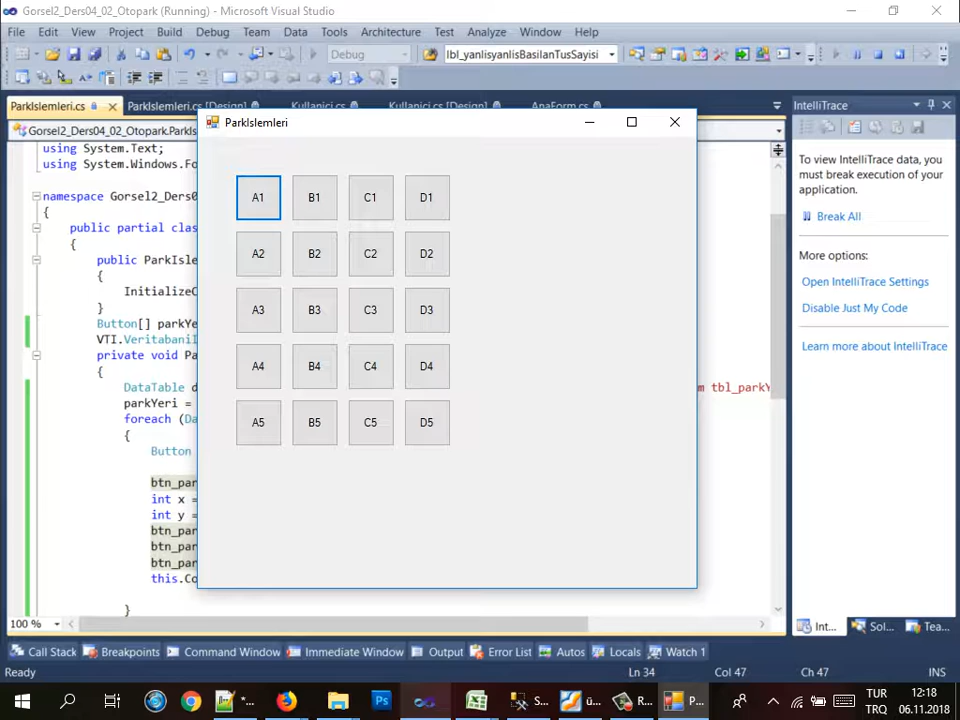 Gorsel2_Ders04_02_Otopark (Running) - Microsoft Visual Studio
File Edit View Project Build Debug Team Data Tools Architecture Test Analyze Window Help
Debug lbl_yanlisyanlisBasilanTusSayisi
ParkIslemleri.cs ParkIslemleri.cs [Design] Kullanici.cs Kullanici.cs [Design] AnaForm.cs
Gorsel2_Ders04_02_Otopark.ParkIs
using System.Text;
using System.Windows.Fo
namespace Gorsel2_Ders0
{
public partial clas
{
public ParkIsle
{
InitializeC
}
Button[] parkYe
VTI.VeritabaniI
private void Pa
{
DataTable d
m tbl_parkY
parkYeri =
foreach (Da
{
Button
btn_par
int x =
int y =
btn_par
btn_par
btn_par
this.Co
}
100 %
ParkIslemleri
A1 B1 C1 D1
A2 B2 C2 D2
A3 B3 C3 D3
A4 B4 C4 D4
A5 B5 C5 D5
IntelliTrace
To view IntelliTrace data, you
must break execution of your
application.
Break All
More options:
Open IntelliTrace Settings
Disable Just My Code
Learn more about IntelliTrace
Int... Sol... Tea...
Call Stack Breakpoints Command Window Immediate Window Output Error List Autos Locals Watch 1
Ready Ln 34 Col 47 Ch 47 INS
*... S... ü... R... P...
TUR
TRQ
12:18
06.11.2018